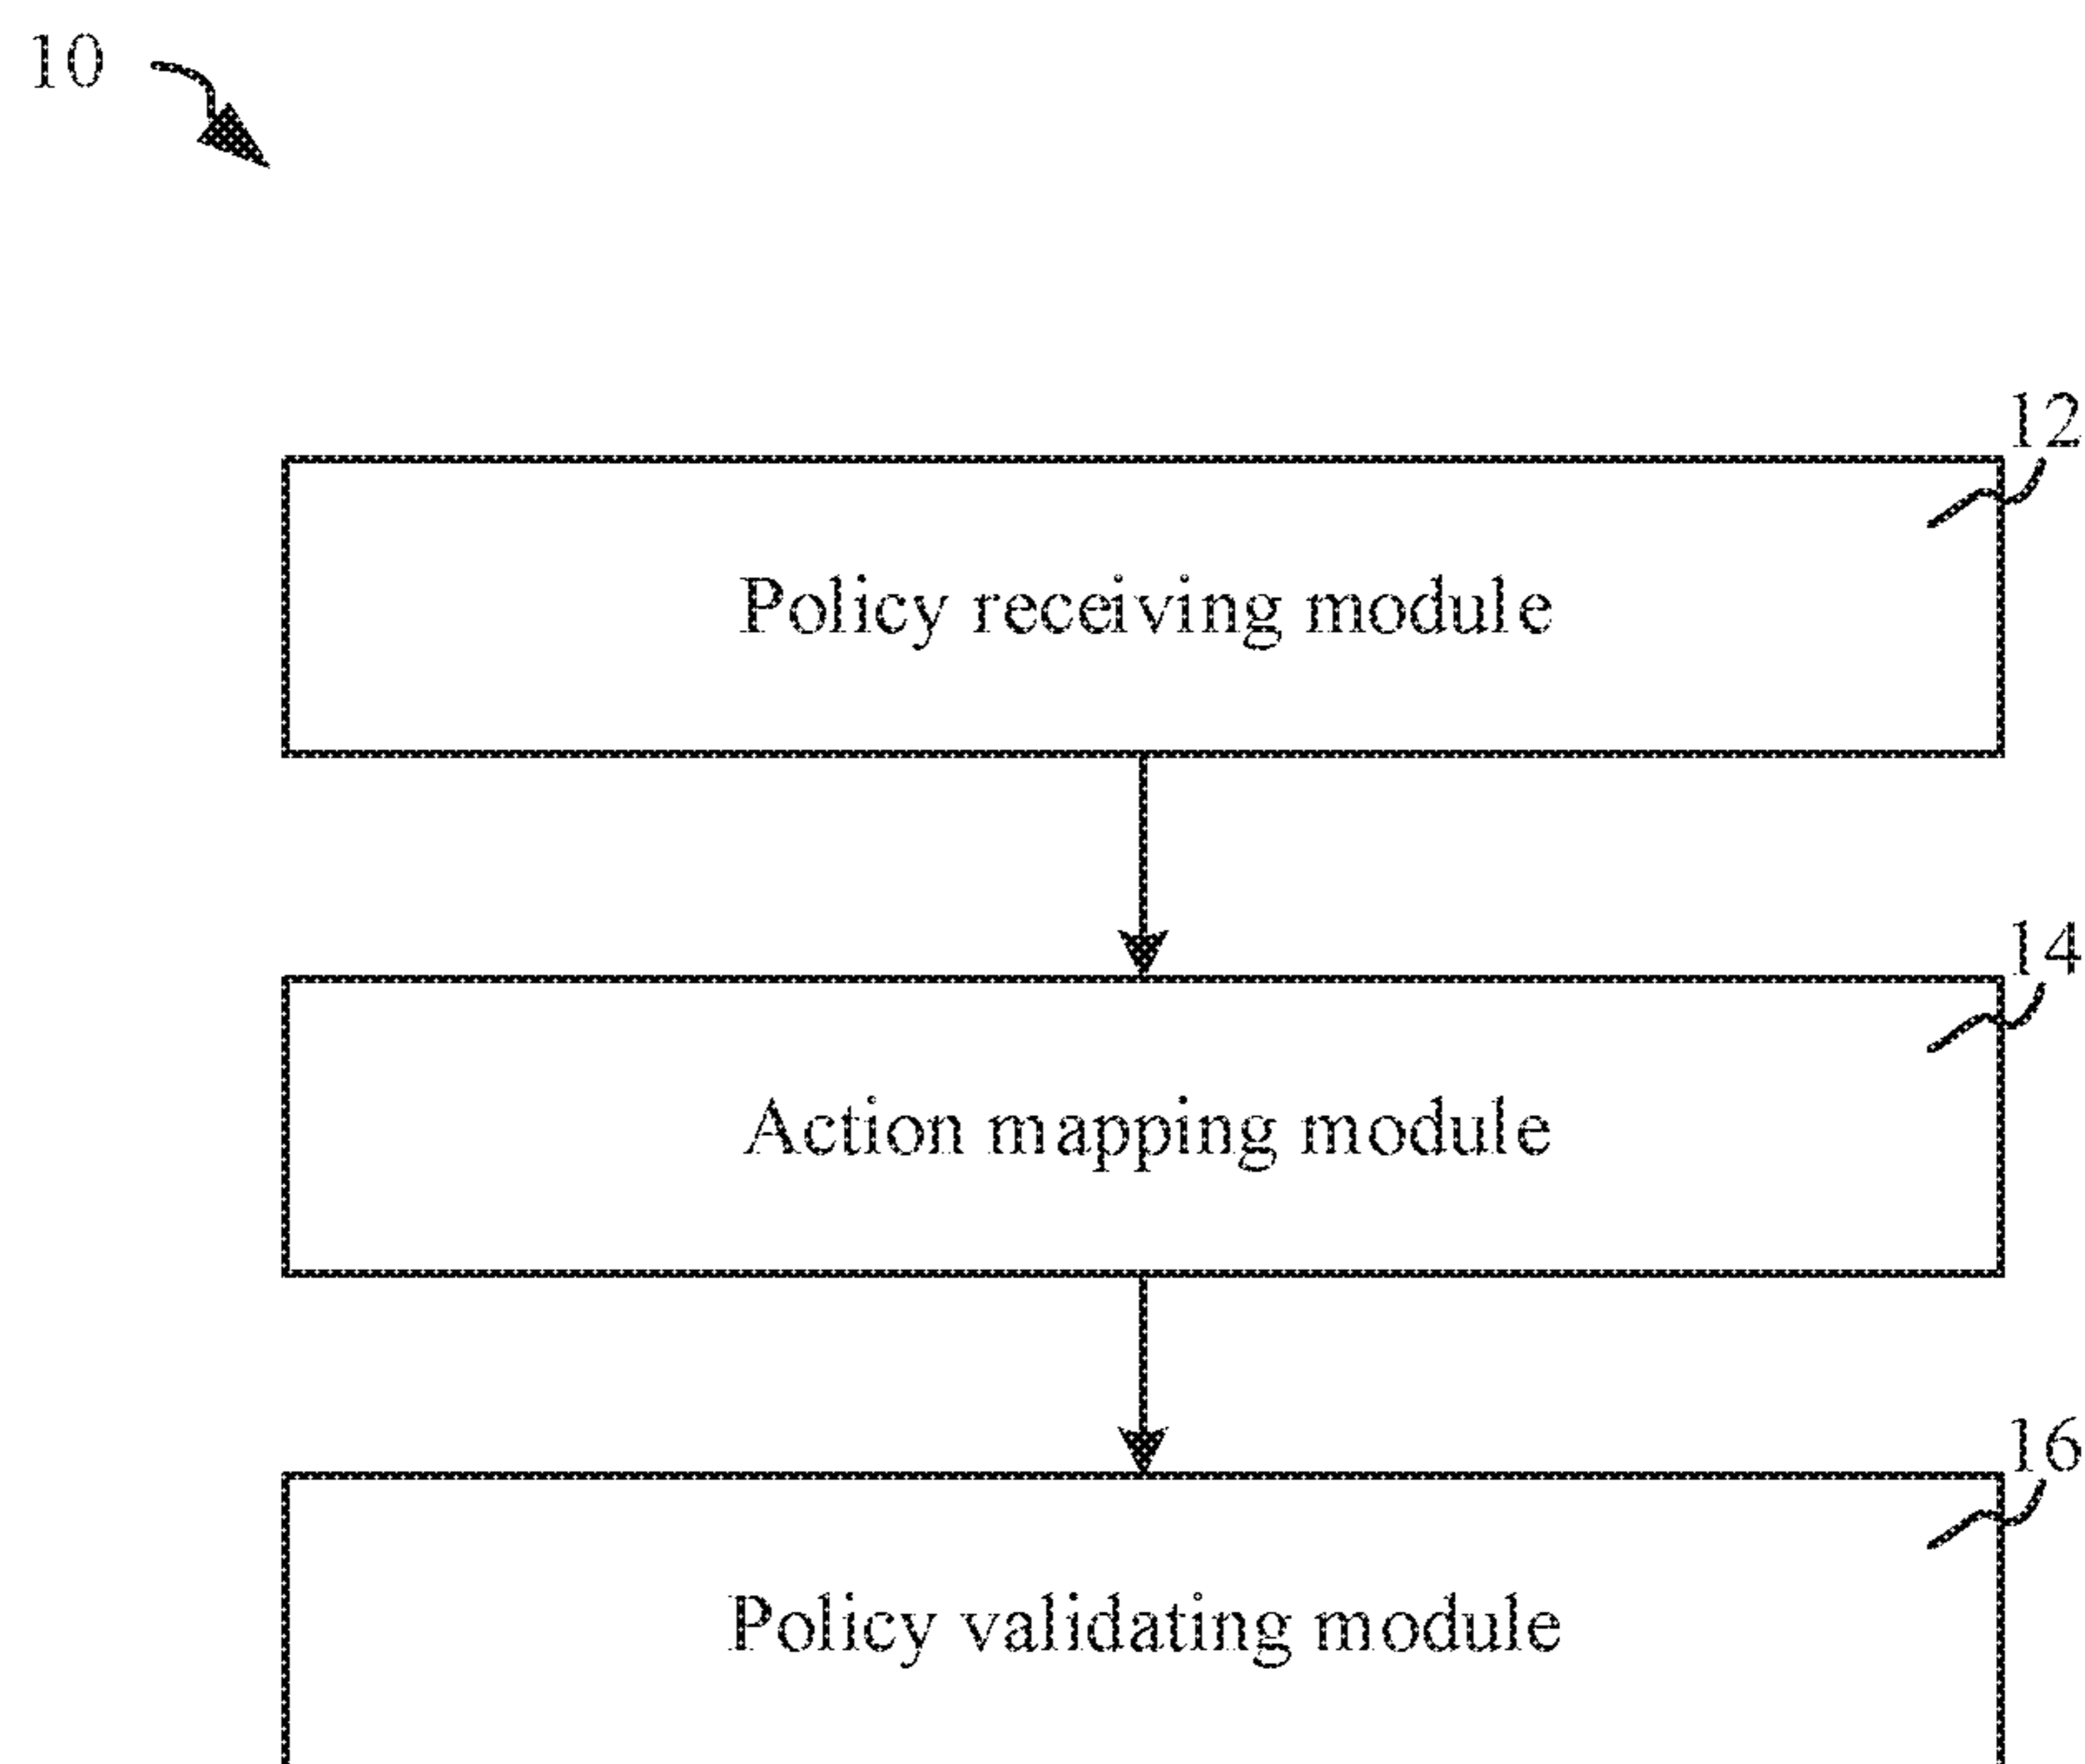 10
12
Policy receiving module
14
Action mapping module
16
Policy validating module